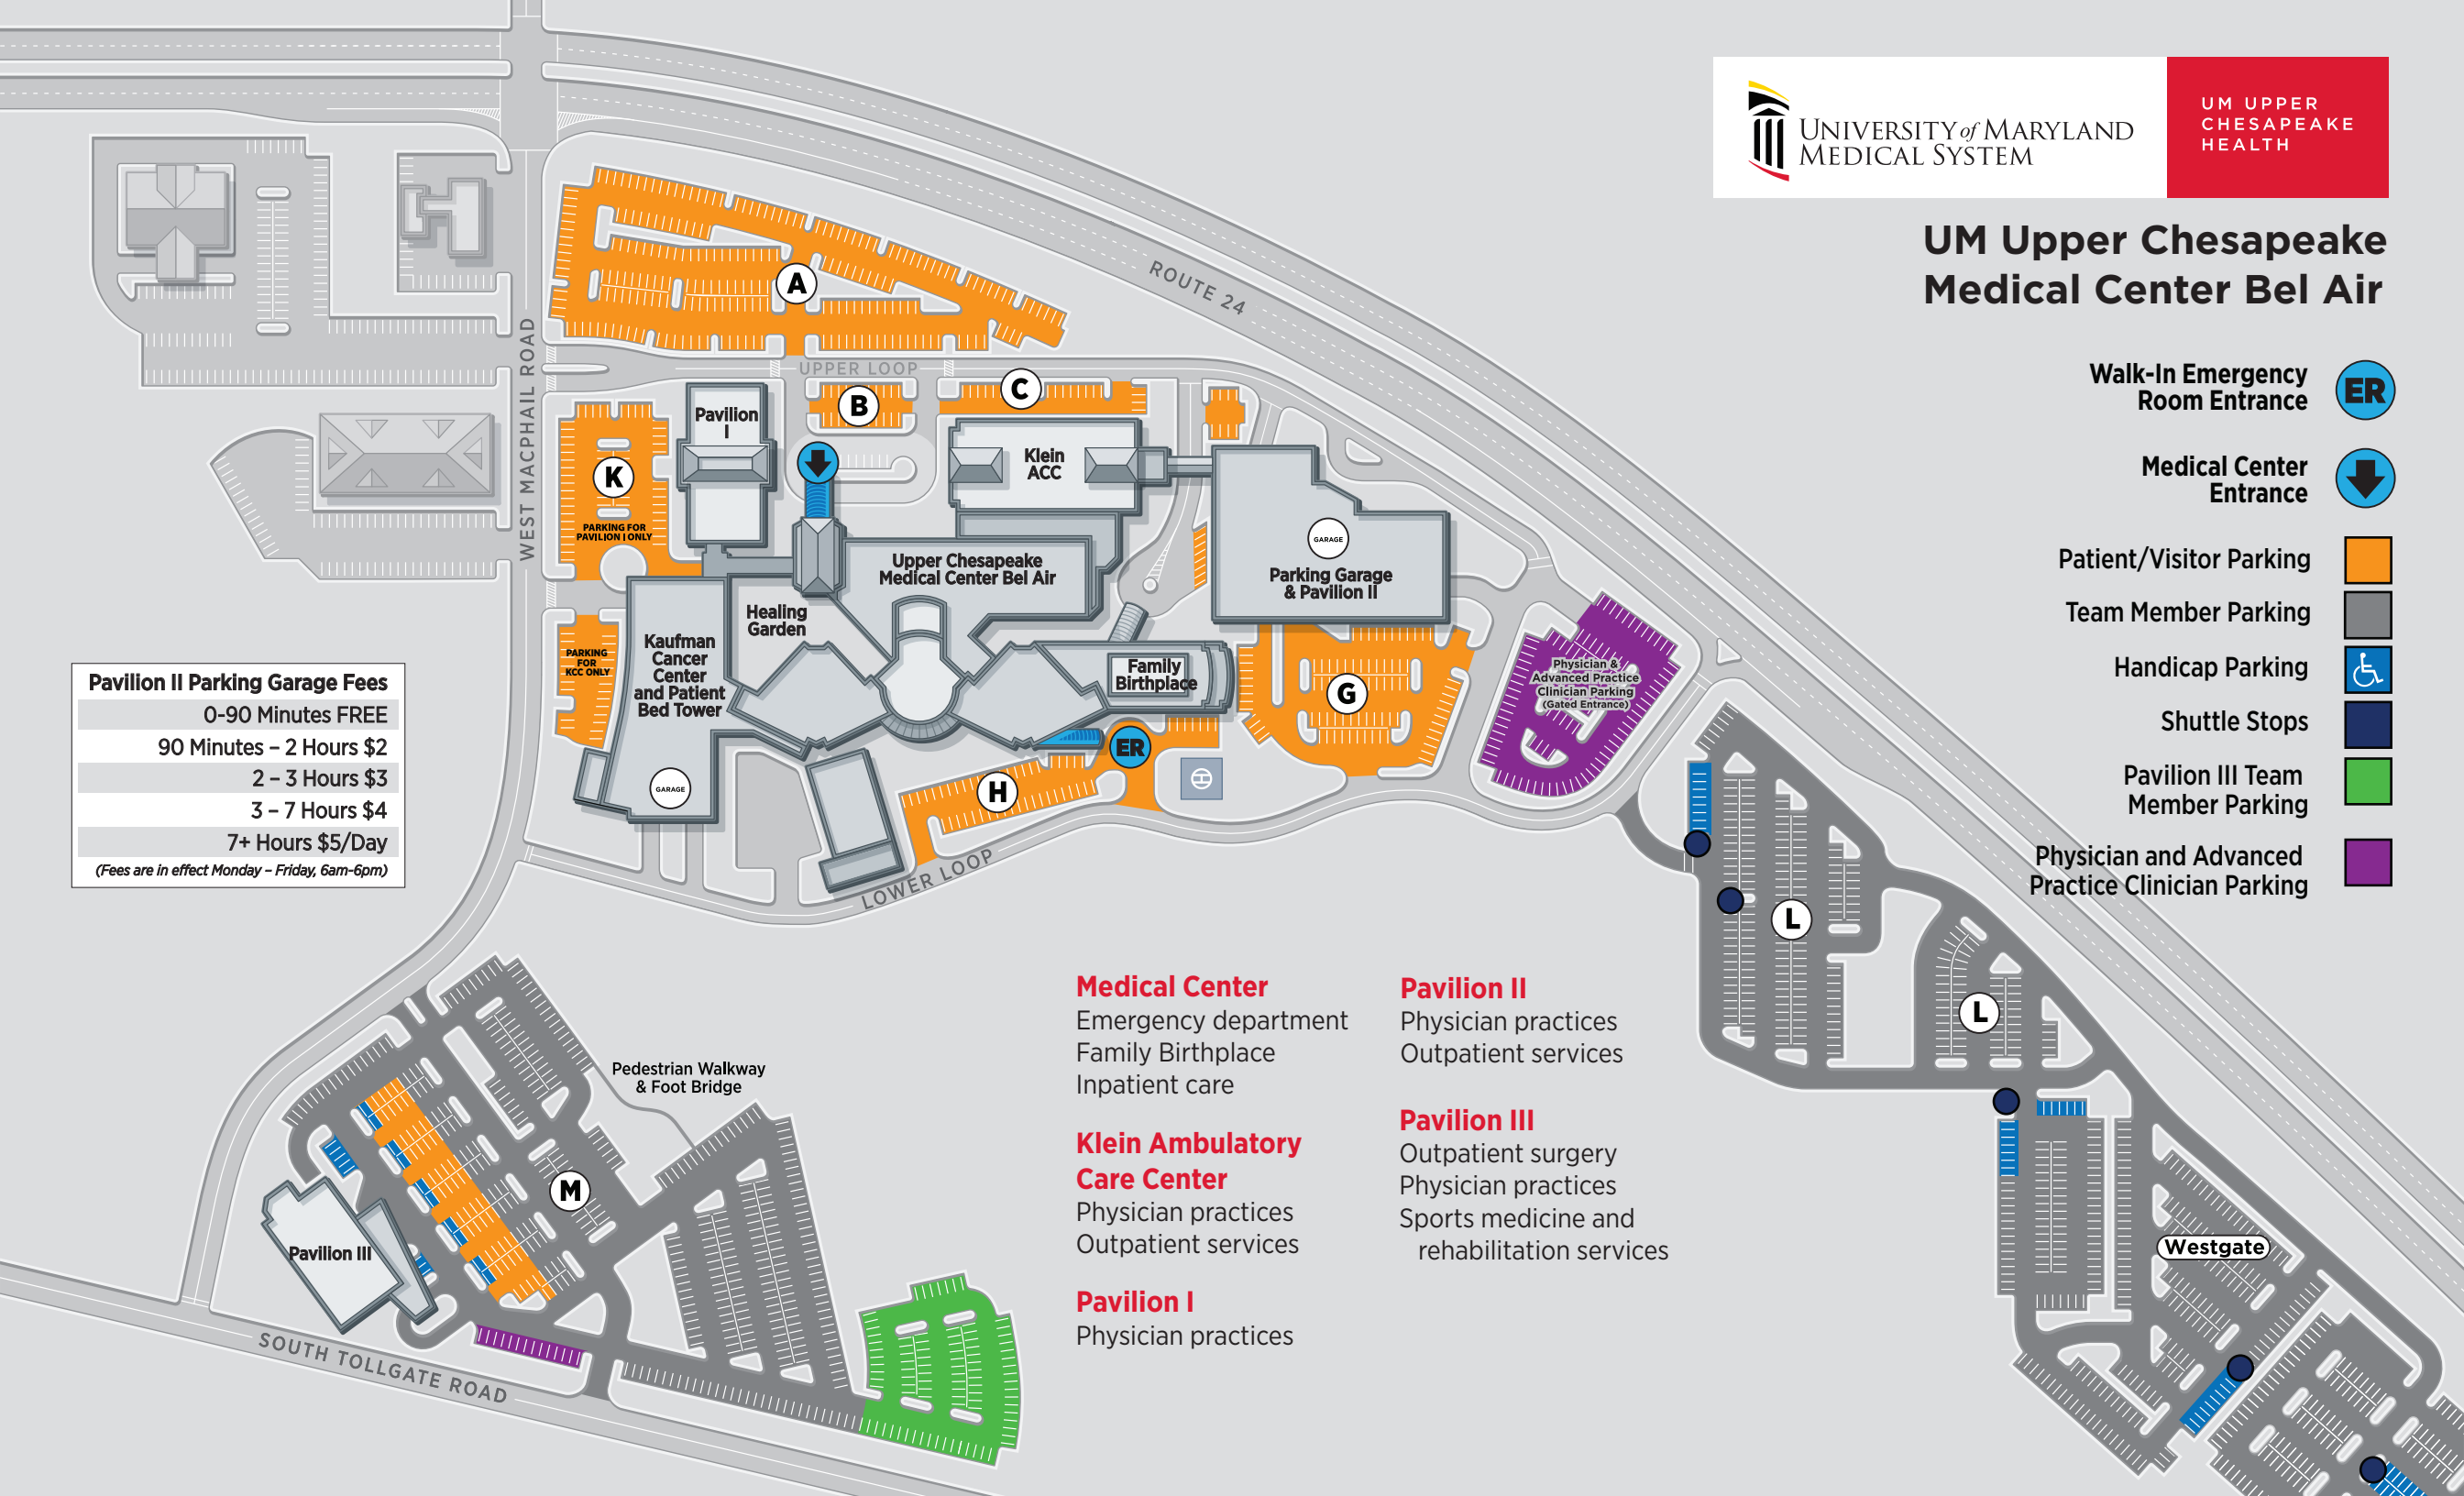 UNIVERSITY of MARYLAND
MEDICAL SYSTEM
UM UPPER
CHESAPEAKE
HEALTH
UM Upper Chesapeake
Medical Center Bel Air
Walk-In Emergency
Room Entrance
ER
Medical Center
Entrance
Patient/Visitor Parking
Team Member Parking
Handicap Parking
Shuttle Stops
Pavilion III Team
Member Parking
Physician and Advanced
Practice Clinician Parking
ROUTE 24
WEST MACPHAIL ROAD
UPPER LOOP
LOWER LOOP
SOUTH TOLLGATE ROAD
A
B
C
K
PARKING FOR
PAVILION I ONLY
Pavilion
I
Klein
ACC
GARAGE
Parking Garage
& Pavilion II
Upper Chesapeake
Medical Center Bel Air
Healing
Garden
Kaufman
Cancer
Center
and Patient
Bed Tower
GARAGE
PARKING
FOR
KCC ONLY
Family
Birthplace
G
ER
H
Physician &
Advanced Practice
Clinician Parking
(Gated Entrance)
L
L
Westgate
Pavilion II Parking Garage Fees
0-90 Minutes FREE
90 Minutes – 2 Hours $2
2 – 3 Hours $3
3 – 7 Hours $4
7+ Hours $5/Day
(Fees are in effect Monday – Friday, 6am-6pm)
Pedestrian Walkway
& Foot Bridge
M
Pavilion III
Medical Center
Emergency department
Family Birthplace
Inpatient care
Klein Ambulatory
Care Center
Physician practices
Outpatient services
Pavilion I
Physician practices
Pavilion II
Physician practices
Outpatient services
Pavilion III
Outpatient surgery
Physician practices
Sports medicine and
rehabilitation services